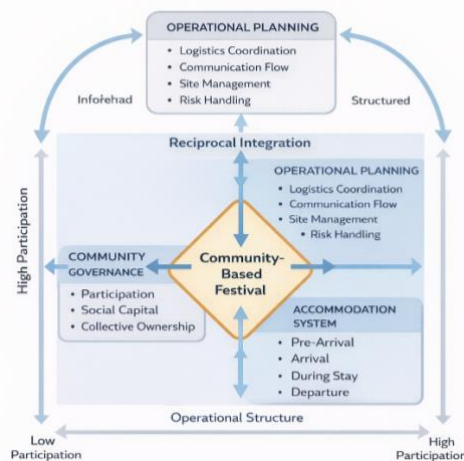 OPERATIONAL PLANNING
• Logistics Coordination
• Communication Flow
• Site Management
• Risk Handling
Infoŕehad
Structured
Reciprocal Integration
High Participation
OPERATIONAL PLANNING
• Logistics Coordination
• Communication Flow
• Site Management
• Risk Handling
COMMUNITY
GOVERNANCE
• Participation
• Social Capital
• Collective Ownership
Community-
Based
Festival
ACCOMMODATION
SYSTEM
• Pre-Arrival
• Arrival
• During Stay
• Departure
Operational Structure
Low
Participation
High
Participation